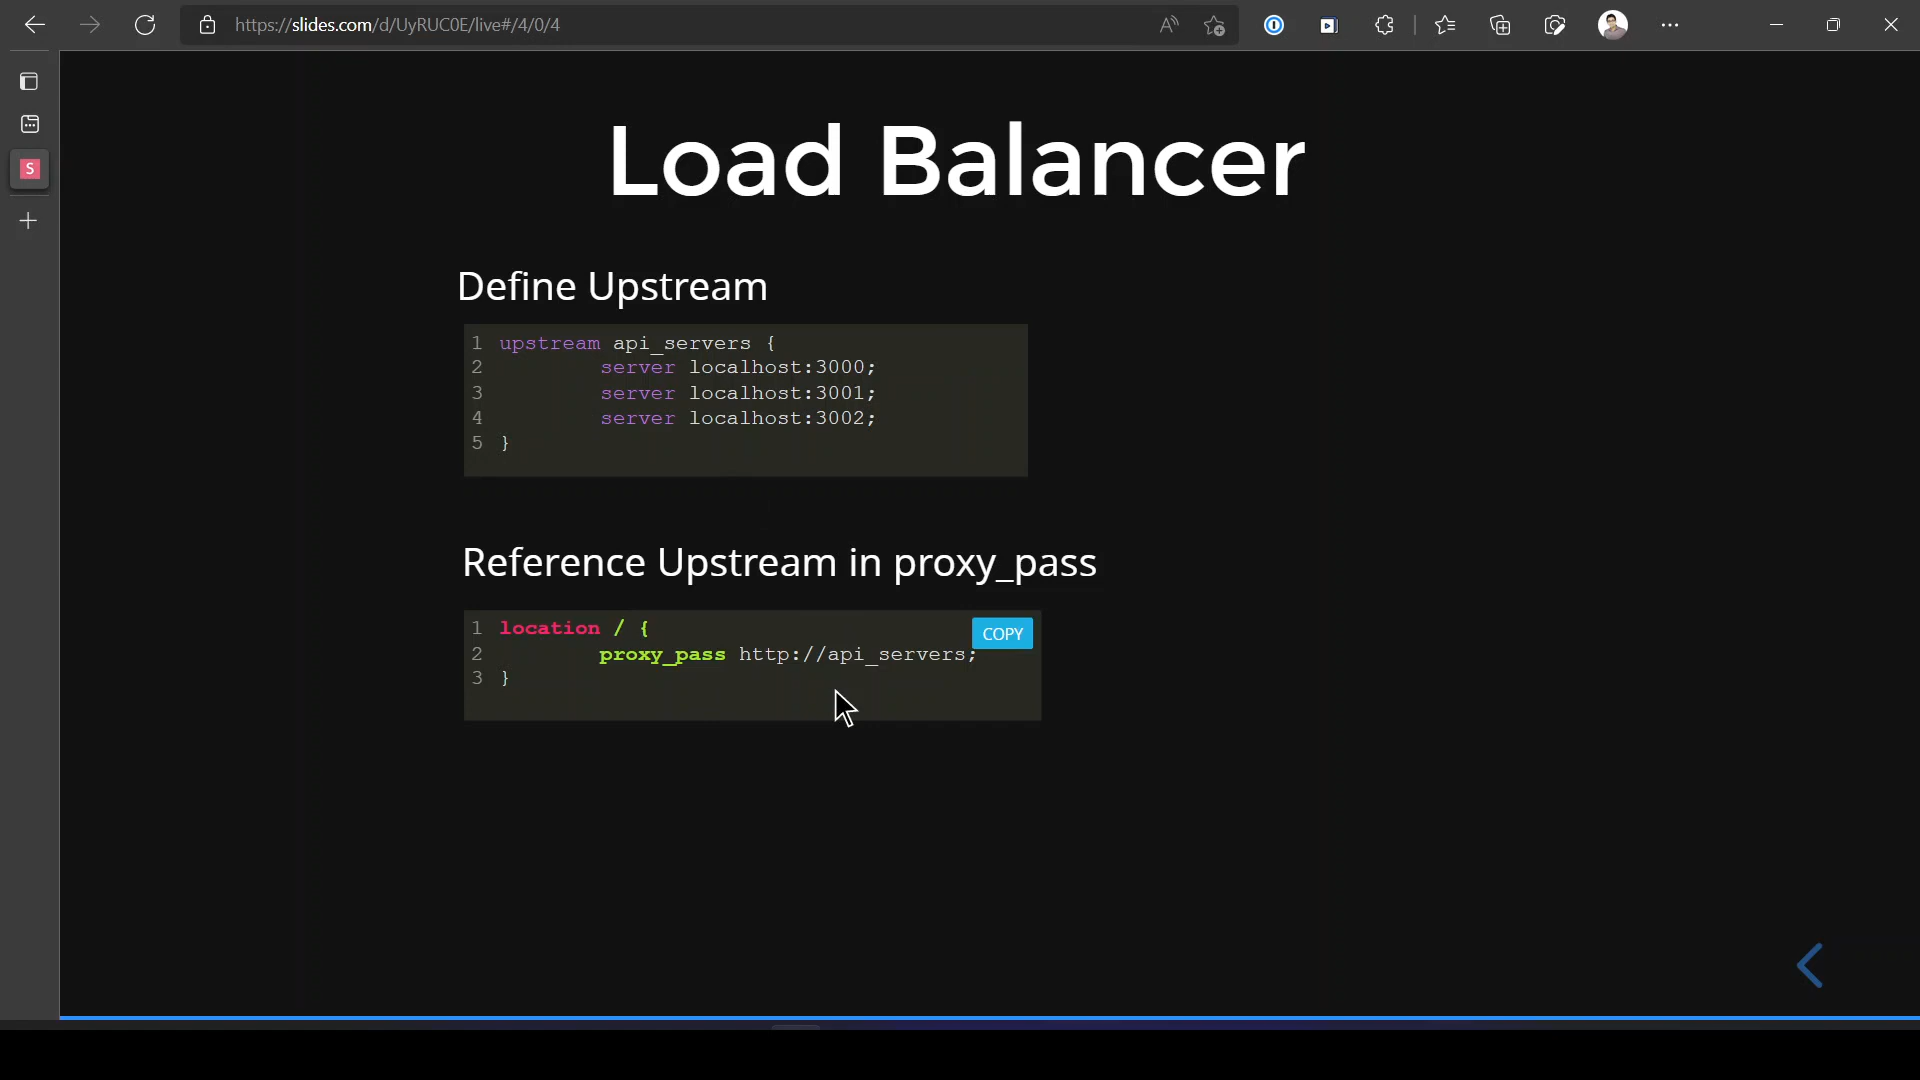 https://slides.com/d/UyRUC0E/live#/4/0/4
S
Load Balancer
Define Upstream
1 upstream api_servers {
2 server localhost:3000;
3 server localhost:3001;
4 server localhost:3002;
5 }
Reference Upstream in proxy_pass
1 location / {
COPY
2 proxy_pass http://api_servers;
3 }